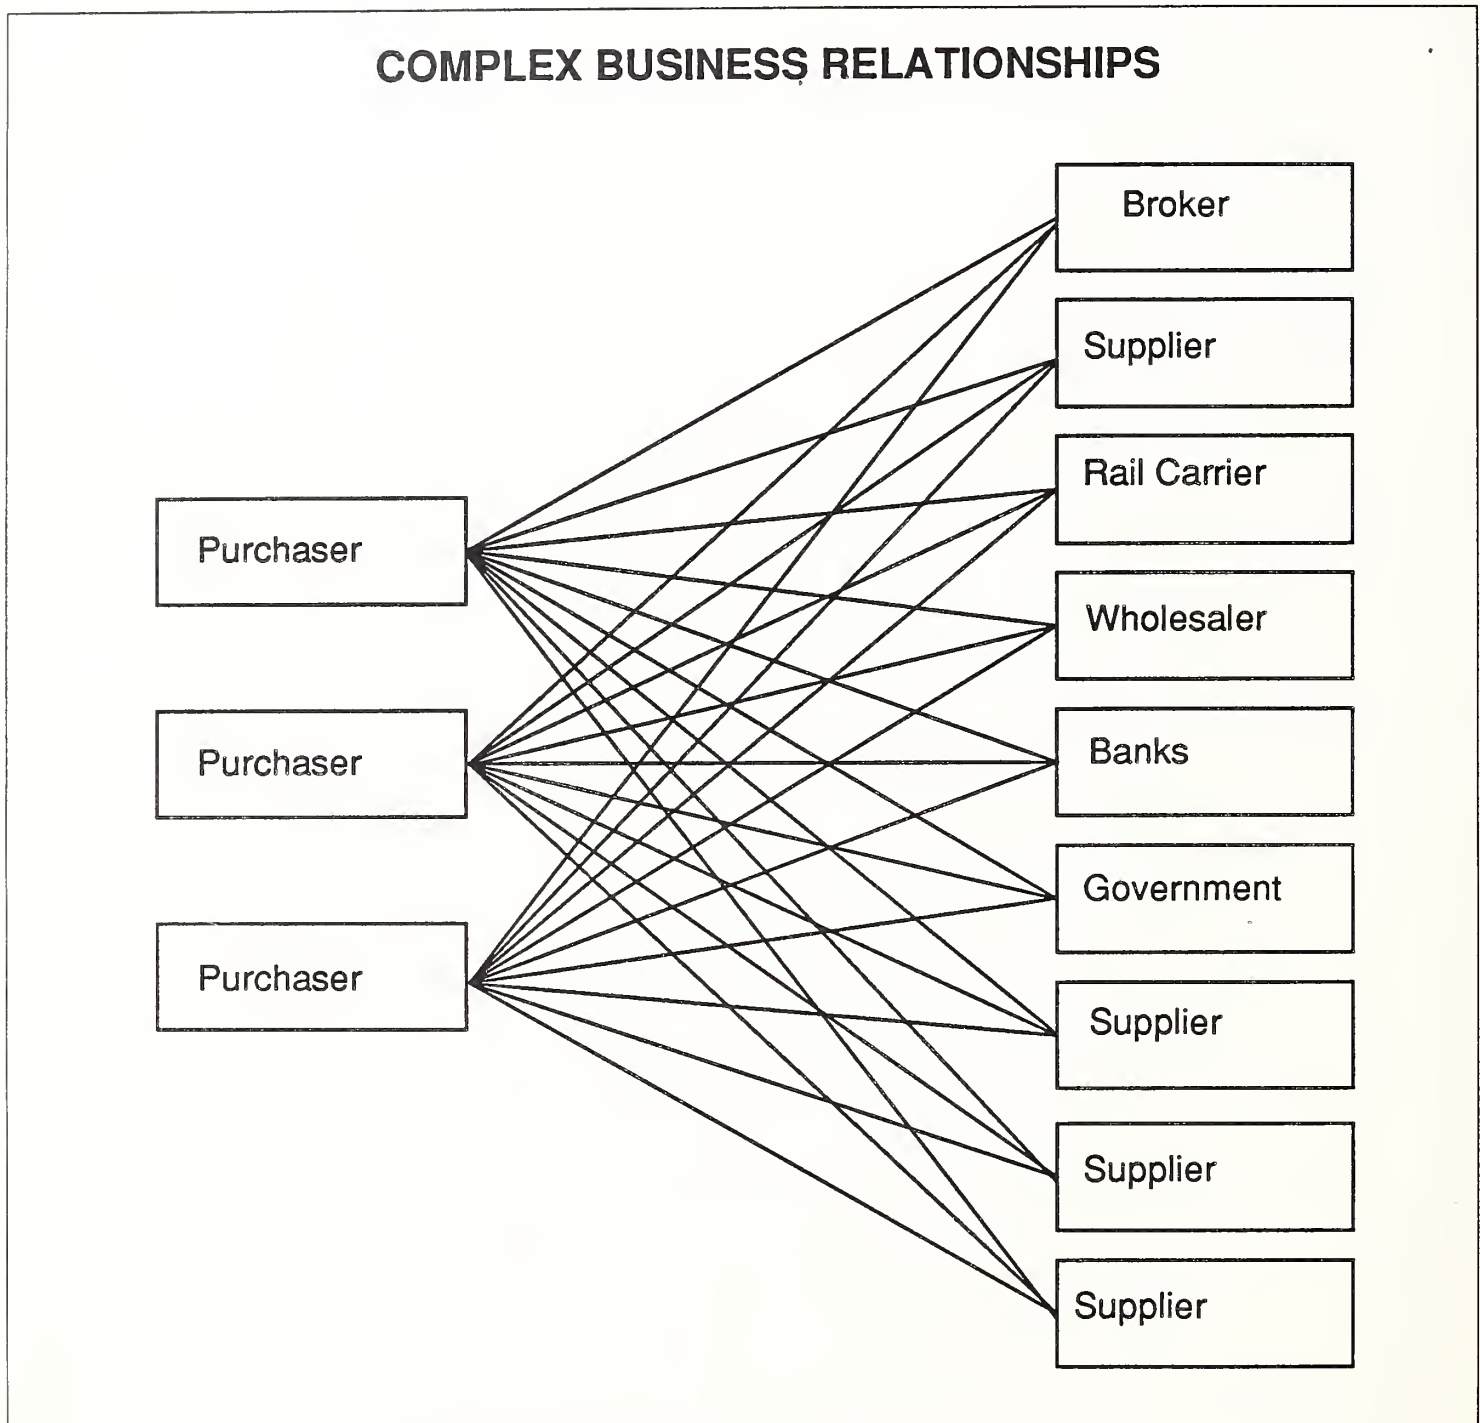 COMPLEX BUSINESS RELATIONSHIPS
Purchaser
Purchaser
Purchaser
Broker
Supplier
Rail Carrier
Wholesaler
Banks
Government
Supplier
Supplier
Supplier